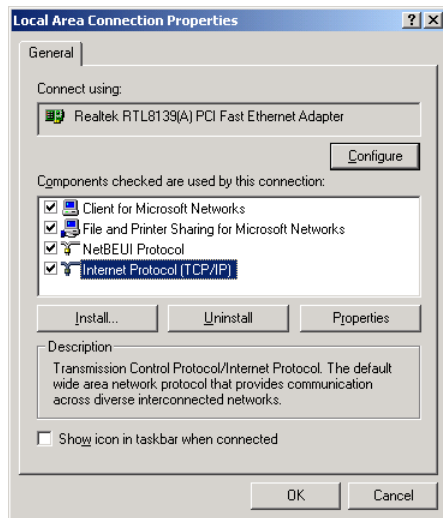 Local Area Connection Properties
General
Connect using:
Realtek RTL8139(A) PCI Fast Ethernet Adapter
Configure
Components checked are used by this connection:
Client for Microsoft Networks
File and Printer Sharing for Microsoft Networks
NetBEUI Protocol
Internet Protocol (TCP/IP)
Install... Uninstall Properties
Description
Transmission Control Protocol/Internet Protocol. The default
wide area network protocol that provides communication
across diverse interconnected networks.
Show icon in taskbar when connected
OK Cancel